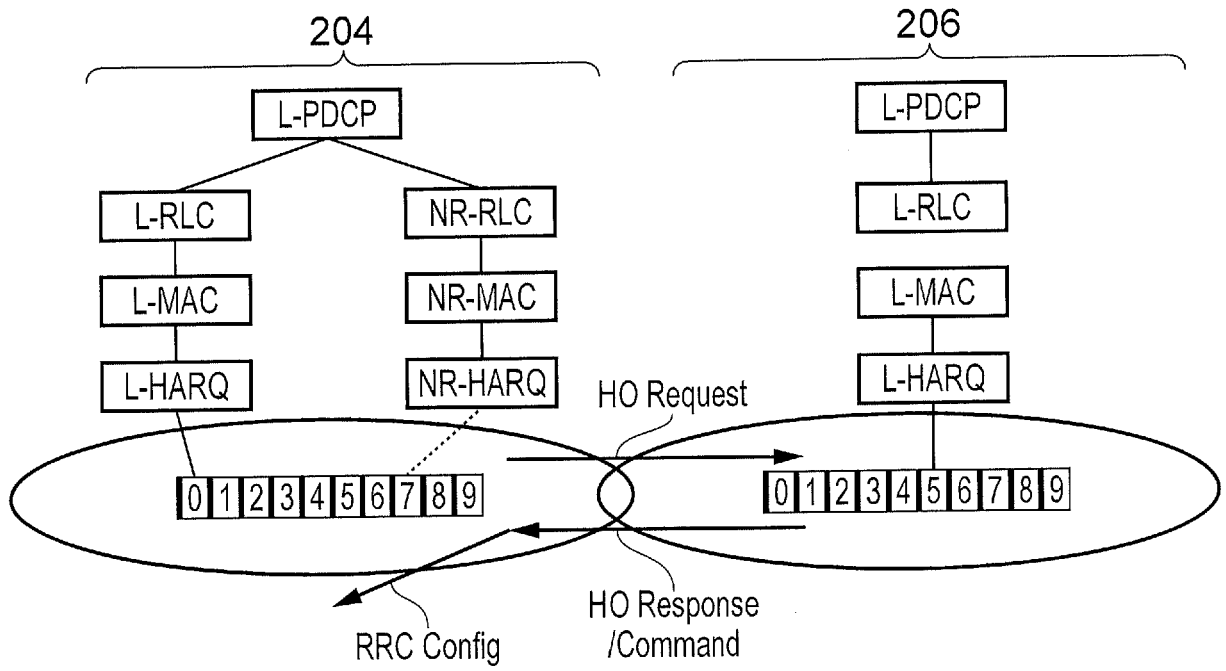 204
206
L-PDCP
L-PDCP
L-RLC
NR-RLC
L-RLC
L-MAC
NR-MAC
L-MAC
L-HARQ
NR-HARQ
L-HARQ
HO Request
0 1 2 3 4 5 6 7 8 9
0 1 2 3 4 5 6 7 8 9
RRC Config
HO Response
/Command